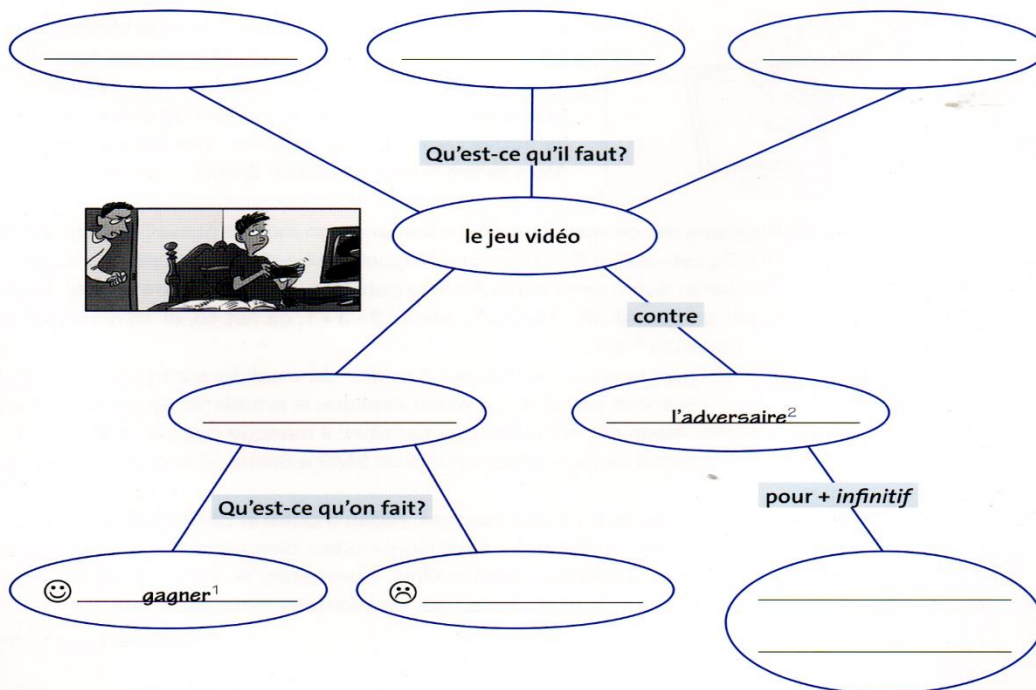 Qu'est-ce qu'il faut?
le jeu vidéo
contre
l'adversaire²
Qu'est-ce qu'on fait?
pour + infinitif
☺ gagner¹
☹